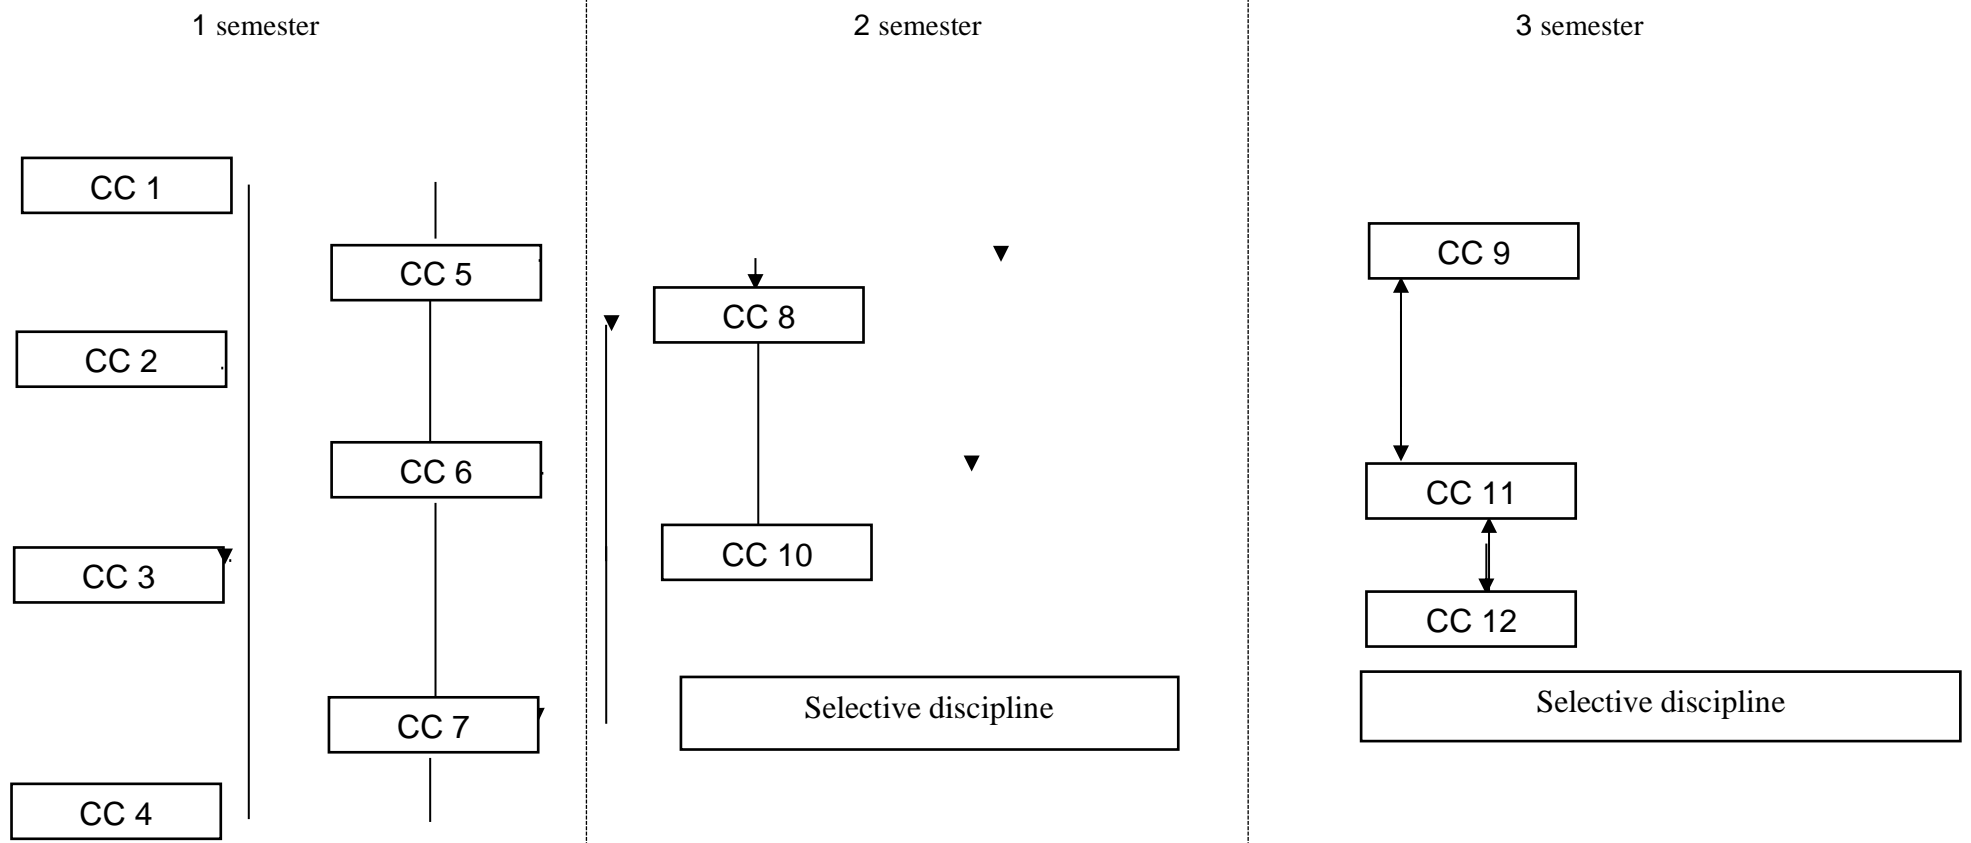 1 semester
2 semester
3 semester
CC 1
CC 2
CC 3
CC 4
CC 5
CC 6
CC 7
CC 8
CC 10
Selective discipline
CC 9
CC 11
CC 12
Selective discipline